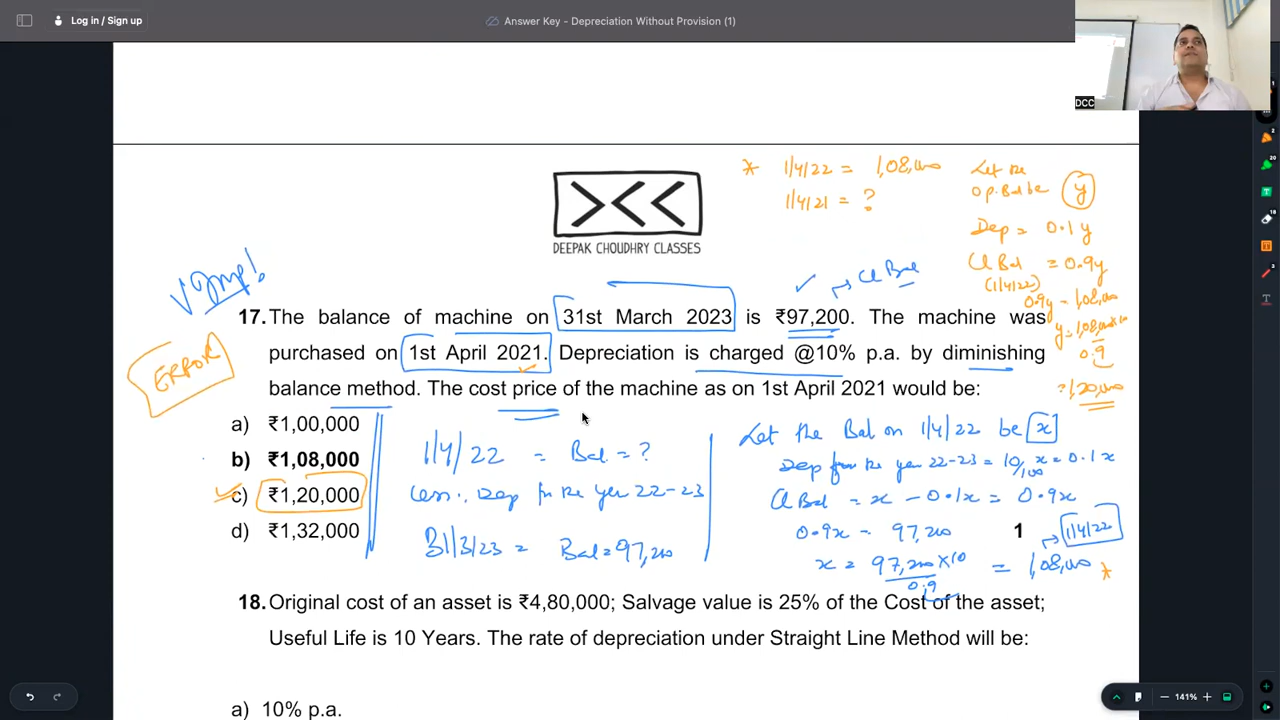 Log in / Sign up
Answer Key - Depreciation Without Provision (1)
DCC
DEEPAK CHOUDHRY CLASSES
* 1/4/22 = 1,08,000
1/4/21 = ?
Let the
Op. Bal be y
Dep = 0.1y
Cl Bal = 0.9y
(1/4/22)
0.9y = 1,08,000
y = 1,08,000x10
0.9
= 1,20,000
√ Imp!
ERROR
Cl Bal
17. The balance of machine on 31st March 2023 is ₹97,200. The machine was
purchased on 1st April 2021. Depreciation is charged @10% p.a. by diminishing
balance method. The cost price of the machine as on 1st April 2021 would be:
a) ₹1,00,000
b) ₹1,08,000
c) ₹1,20,000
d) ₹1,32,000
1/4/22 = Bal = ?
Less: Dep for the year 22-23
31/3/23 = Bal = 97,200
Let the Bal on 1/4/22 be x
Dep for the year 22-23 = 10/100 x = 0.1x
Cl Bal = x - 0.1x = 0.9x
0.9x = 97,200
1
1/4/22
x = 97,200 x 10 = 1,08,000 *
0.9
18. Original cost of an asset is ₹4,80,000; Salvage value is 25% of the Cost of the asset;
Useful Life is 10 Years. The rate of depreciation under Straight Line Method will be:
a) 10% p.a.
141%